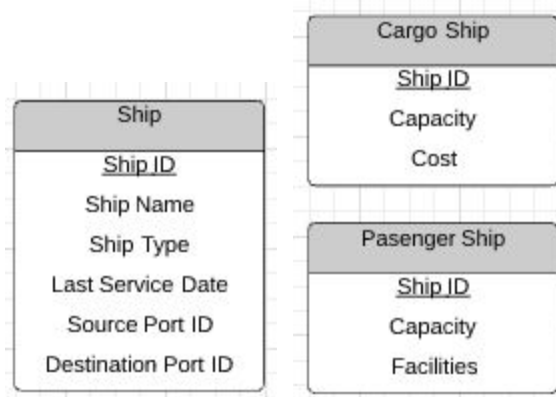 Ship
Ship ID
Ship Name
Ship Type
Last Service Date
Source Port ID
Destination Port ID
Cargo Ship
Ship ID
Capacity
Cost
Pasenger Ship
Ship ID
Capacity
Facilities